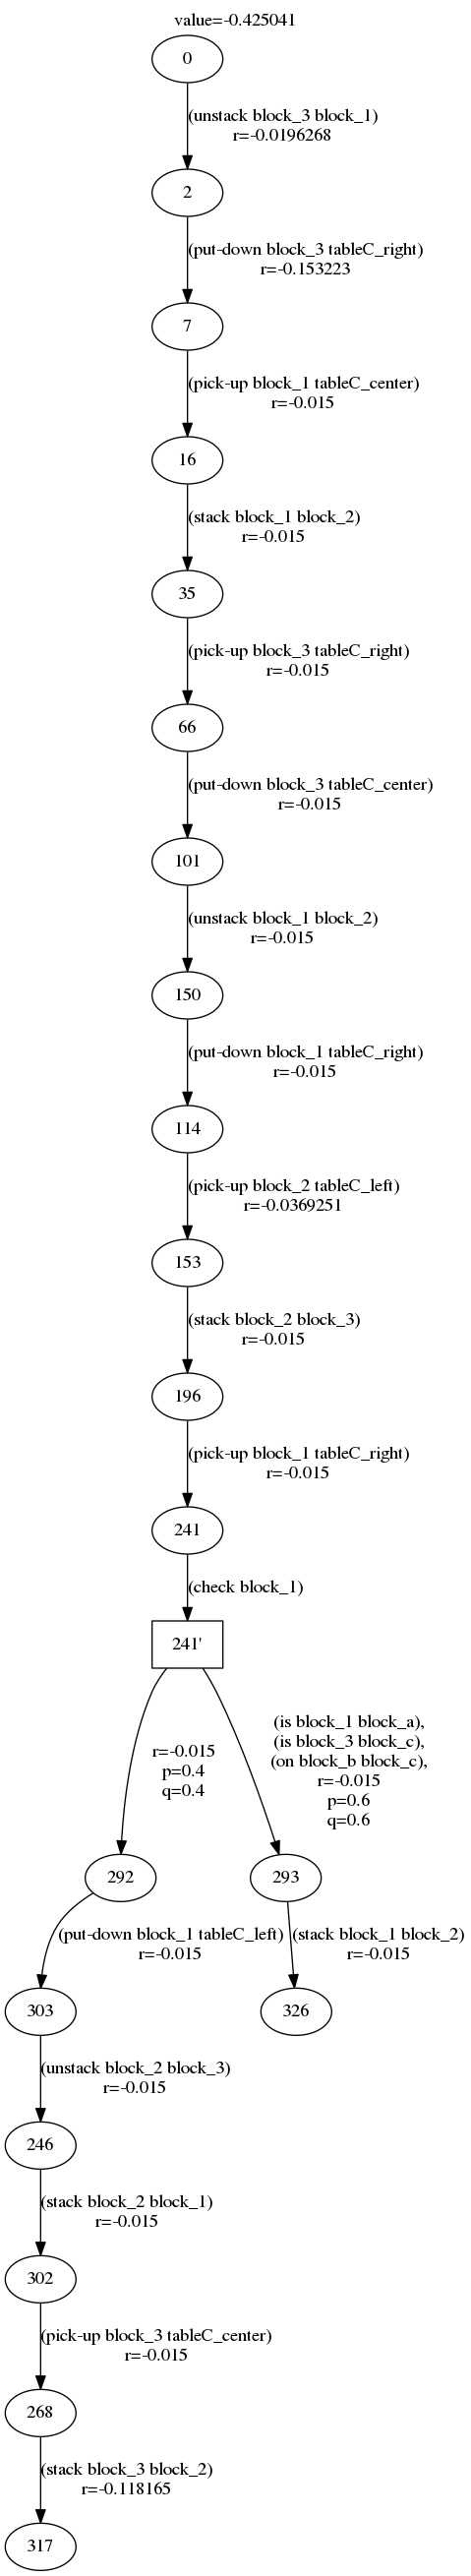 value=-0.425041
0
(unstack block_3 block_1)
r=-0.0196268
2
(put-down block_3 tableC_right)
r=-0.153223
7
(pick-up block_1 tableC_center)
r=-0.015
16
(stack block_1 block_2)
r=-0.015
35
(pick-up block_3 tableC_right)
r=-0.015
66
(put-down block_3 tableC_center)
r=-0.015
101
(unstack block_1 block_2)
r=-0.015
150
(put-down block_1 tableC_right)
r=-0.015
114
(pick-up block_2 tableC_left)
r=-0.0369251
153
(stack block_2 block_3)
r=-0.015
196
(pick-up block_1 tableC_right)
r=-0.015
241
(check block_1)
241'
r=-0.015
p=0.4
q=0.4
(is block_1 block_a),
(is block_3 block_c),
(on block_b block_c),
r=-0.015
p=0.6
q=0.6
292
293
(put-down block_1 tableC_left)
r=-0.015
(stack block_1 block_2)
r=-0.015
303
326
(unstack block_2 block_3)
r=-0.015
246
(stack block_2 block_1)
r=-0.015
302
(pick-up block_3 tableC_center)
r=-0.015
268
(stack block_3 block_2)
r=-0.118165
317